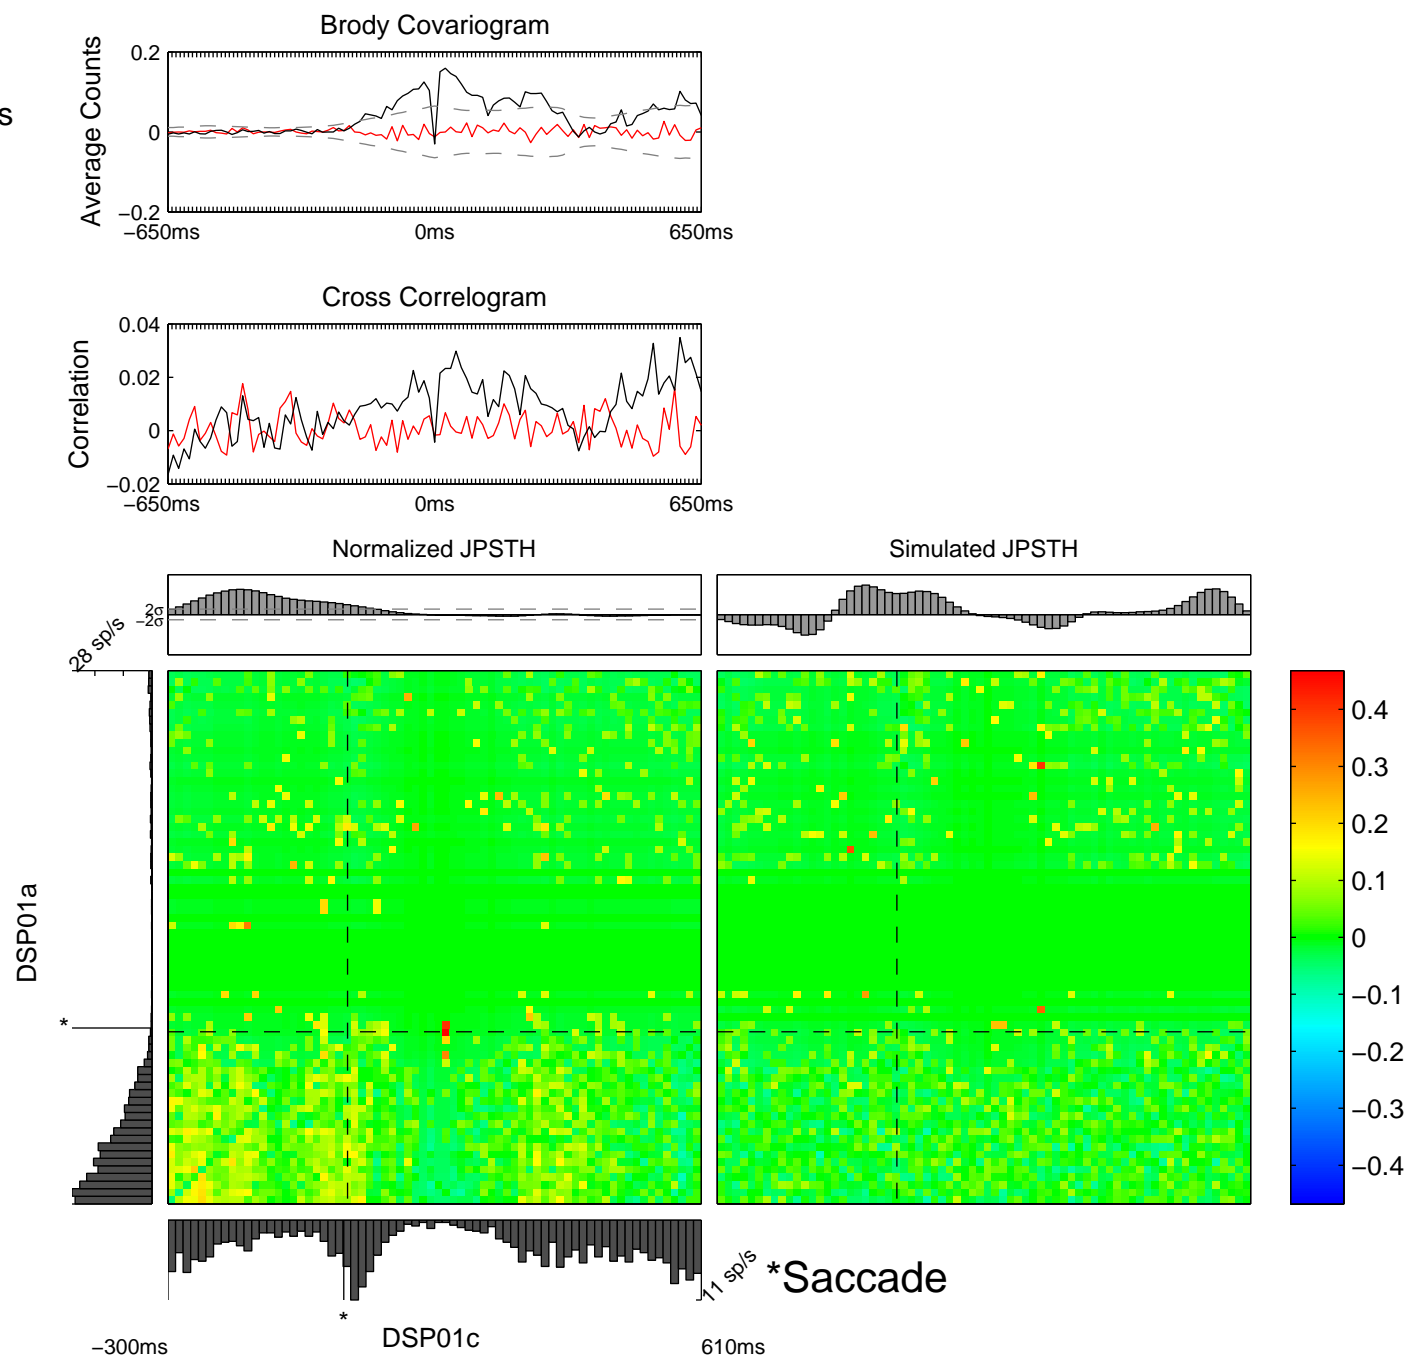 Brody Covariogram
Average Counts
0.2
0
−0.2
−650ms 0ms 650ms
s
Cross Correlogram
Correlation
0.04
0.02
0
−0.02
−650ms 0ms 650ms
Normalized JPSTH
Simulated JPSTH
2σ
−2σ
28 sp/s
DSP01a
*
0.4
0.3
0.2
0.1
0
−0.1
−0.2
−0.3
−0.4
11 sp/s
*Saccade
*
DSP01c
−300ms 610ms